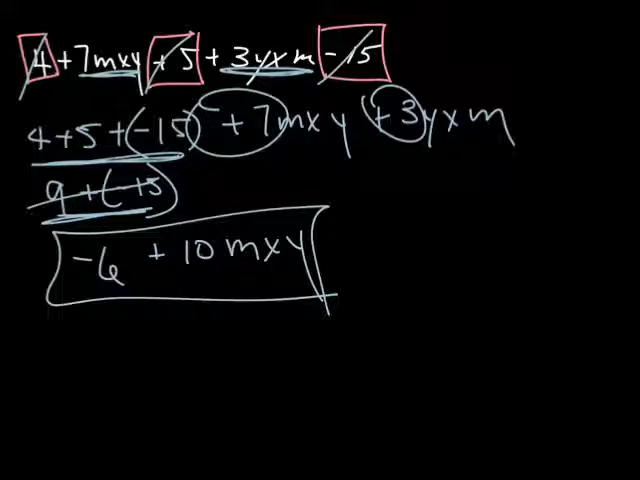 4 + 7mxy + 5 + 3yxm - 15
4 + 5 + (-15) + 7mxy + 3yxm
9 + (-15)
-6 + 10mxy